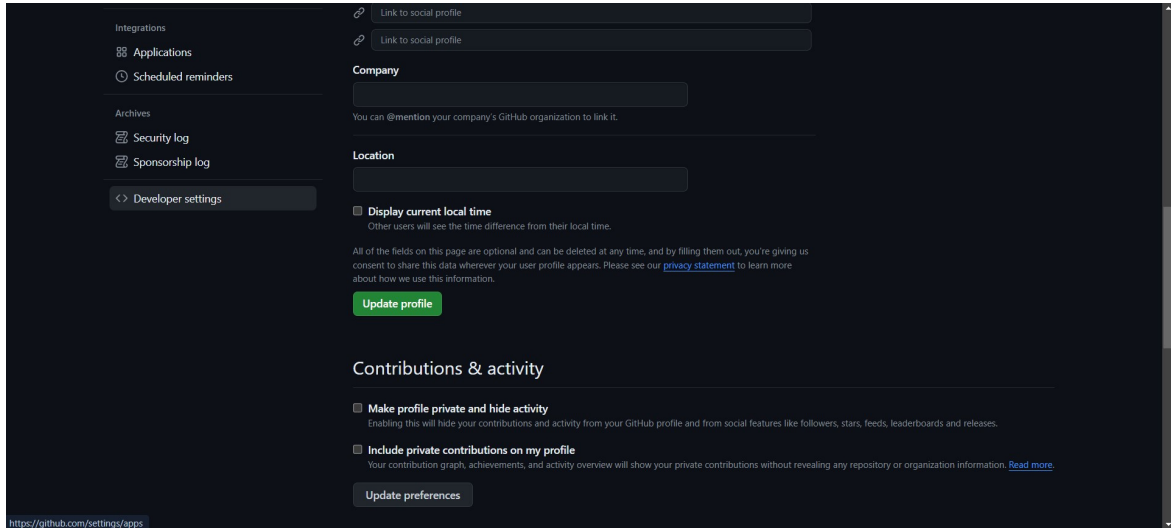 Integrations
Applications
Scheduled reminders
Archives
Security log
Sponsorship log
Developer settings
Link to social profile
Link to social profile
Company
You can @mention your company's GitHub organization to link it.
Location
Display current local time
Other users will see the time difference from their local time.
All of the fields on this page are optional and can be deleted at any time, and by filling them out, you're giving us
consent to share this data wherever your user profile appears. Please see our privacy statement to learn more
about how we use this information.
Update profile
Contributions & activity
Make profile private and hide activity
Enabling this will hide your contributions and activity from your GitHub profile and from social features like followers, stars, feeds, leaderboards and releases.
Include private contributions on my profile
Your contribution graph, achievements, and activity overview will show your private contributions without revealing any repository or organization information. Read more.
Update preferences
https://github.com/settings/apps